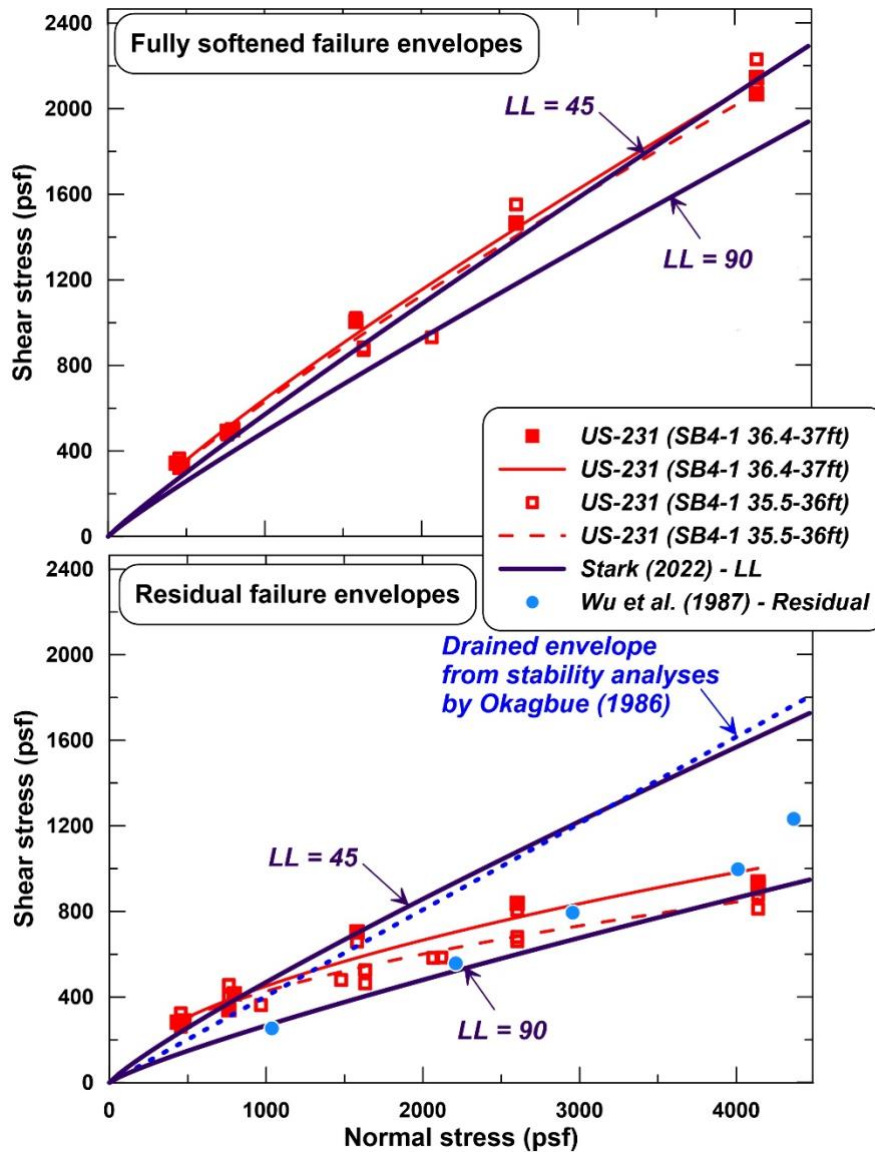 2400
Fully softened failure envelopes
2000
LL = 45
1600
1200
LL = 90
800
400
0
Shear stress (psf)
0
1000
2000
US-231 (SB4-1 36.4-37ft)
US-231 (SB4-1 36.4-37ft)
US-231 (SB4-1 35.5-36ft)
US-231 (SB4-1 35.5-36ft)
Stark (2022) - LL
Wu et al. (1987) - Residual
2400
Residual failure envelopes
2000
Drained envelope
from stability analyses
by Okagbue (1986)
1600
1200
LL = 45
800
400
LL = 90
0
Shear stress (psf)
0
1000
2000
3000
4000
Normal stress (psf)